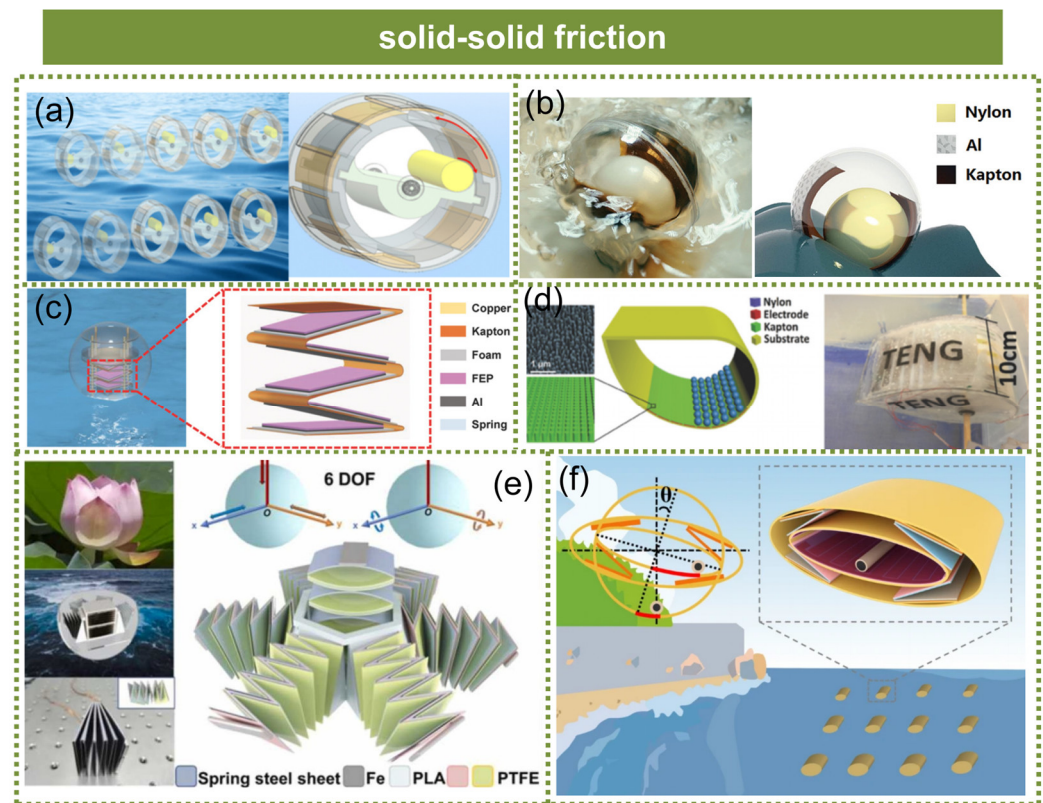 solid-solid friction
(a)
(b)
Nylon
Al
Kapton
(c)
Copper
Kapton
Foam
FEP
Al
Spring
(d)
1 μm
Nylon
Electrode
Kapton
Substrate
TENG
TENG
10cm
(e)
6 DOF
x
o
y
x
o
y
Spring steel sheet Fe PLA PTFE
(f)
θ